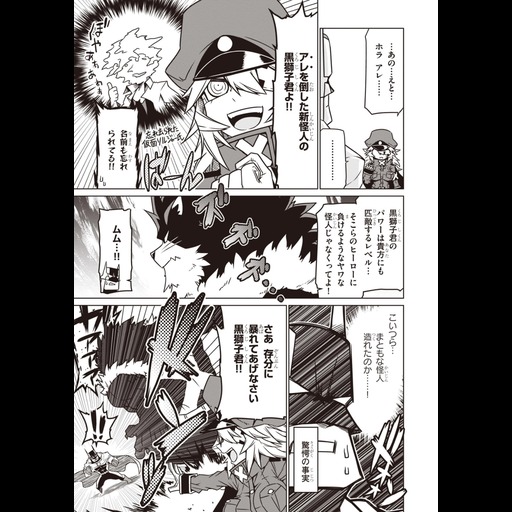 …あの…えと…
ホラ アレ……
・・
アレを倒した新怪人の
黒獅子君よ!!
忘れ去られた
名前も忘れ
られてる!!
黒獅子君の
パワーは貴方にも
匹敵するレベル…
そこらのヒーローに
負けるようなヤワな
怪人じゃなくってよ!
ムム…!!
こいつら…
まともな怪人
造れたのか……!
驚愕の事実
さあ 存分に
暴れてあげなさい
黒獅子君!!
!!